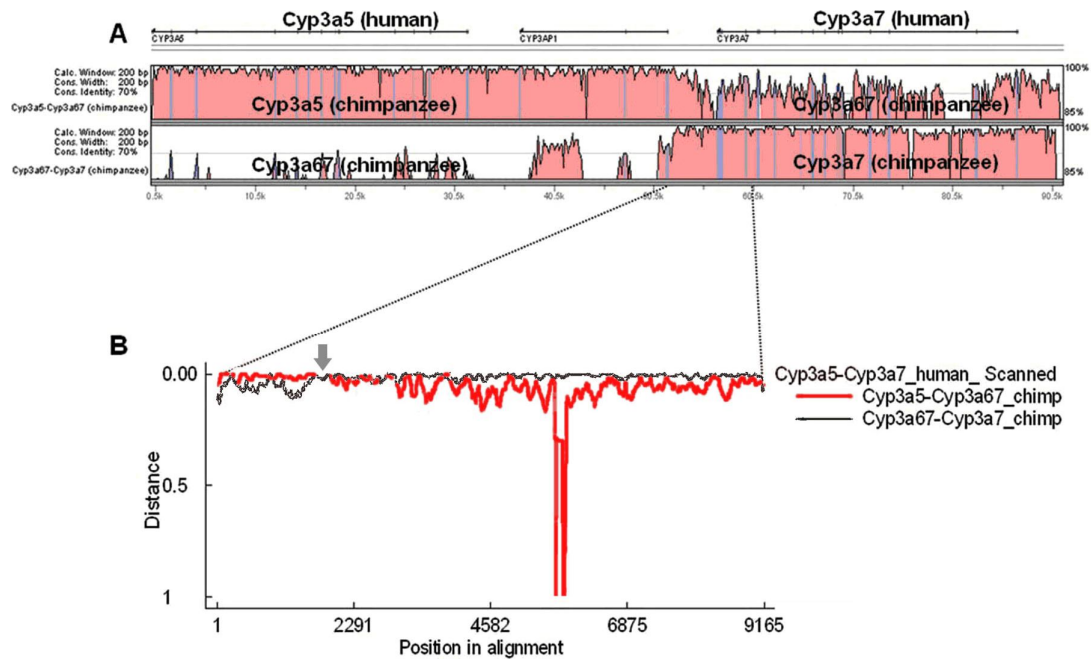 A
Cyp3a5 (human)
Cyp3a7 (human)
CYP3A5
CYP3AP1
CYP3A7
Calc. Window: 200 bp
Cons. Width: 200 bp
Cons. Identity: 70%
100%
Cyp3a5-Cyp3a67 (chimpanzee)
Cyp3a5 (chimpanzee)
Cyp3a67 (chimpanzee)
85%
Calc. Window: 200 bp
Cons. Width: 200 bp
Cons. Identity: 70%
100%
Cyp3a67-Cyp3a7 (chimpanzee)
Cyp3a67 (chimpanzee)
Cyp3a7 (chimpanzee)
85%
0.5k 10.5k 20.5k 30.5k 40.5k 50.5k 60.5k 70.5k 80.5k 90.5k
B
0.00
0.5
1
Distance
Cyp3a5-Cyp3a7_human_ Scanned
Cyp3a5-Cyp3a67_chimp
Cyp3a67-Cyp3a7_chimp
1 2291 4582 6875 9165
Position in alignment